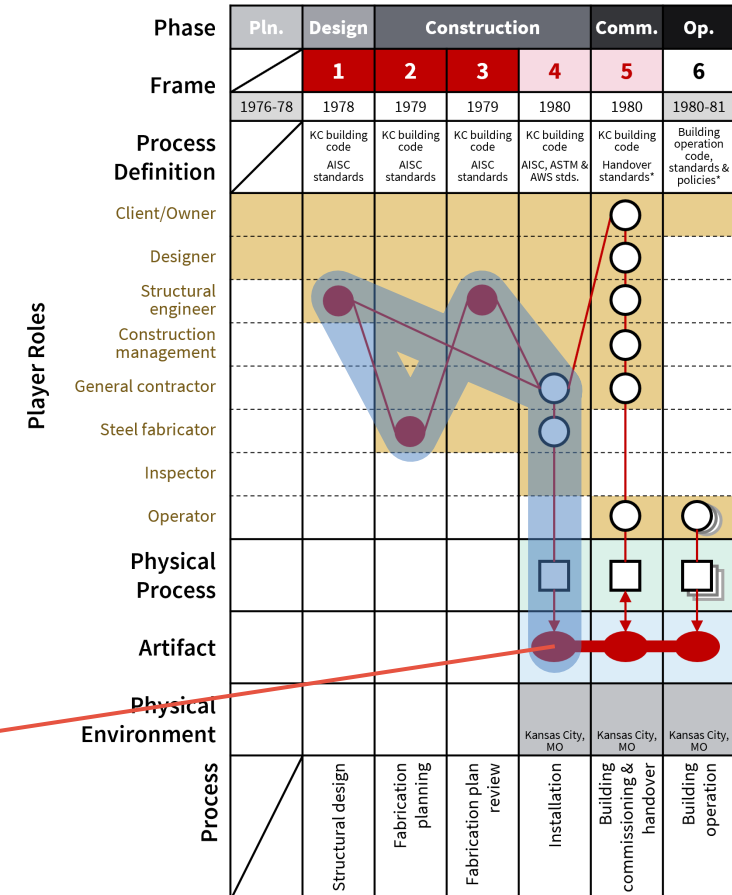 Phase
Pln.
Design
Construction
Comm.
Op.
Frame
1
2
3
4
5
6
1976-78
1978
1979
1979
1980
1980
1980-81
Process
Definition
KC building
code
AISC
standards
KC building
code
AISC
standards
KC building
code
AISC
standards
KC building
code
AISC, ASTM &
AWS stds.
KC building
code
Handover
standards*
Building
operation
code,
standards &
policies*
Player Roles
Client/Owner
Designer
Structural
engineer
Construction
management
General contractor
Steel fabricator
Inspector
Operator
Physical
Process
Artifact
Physical
Environment
Kansas City,
MO
Kansas City,
MO
Kansas City,
MO
Process
Structural design
Fabrication
planning
Fabrication plan
review
Installation
Building
commissioning &
handover
Building
operation